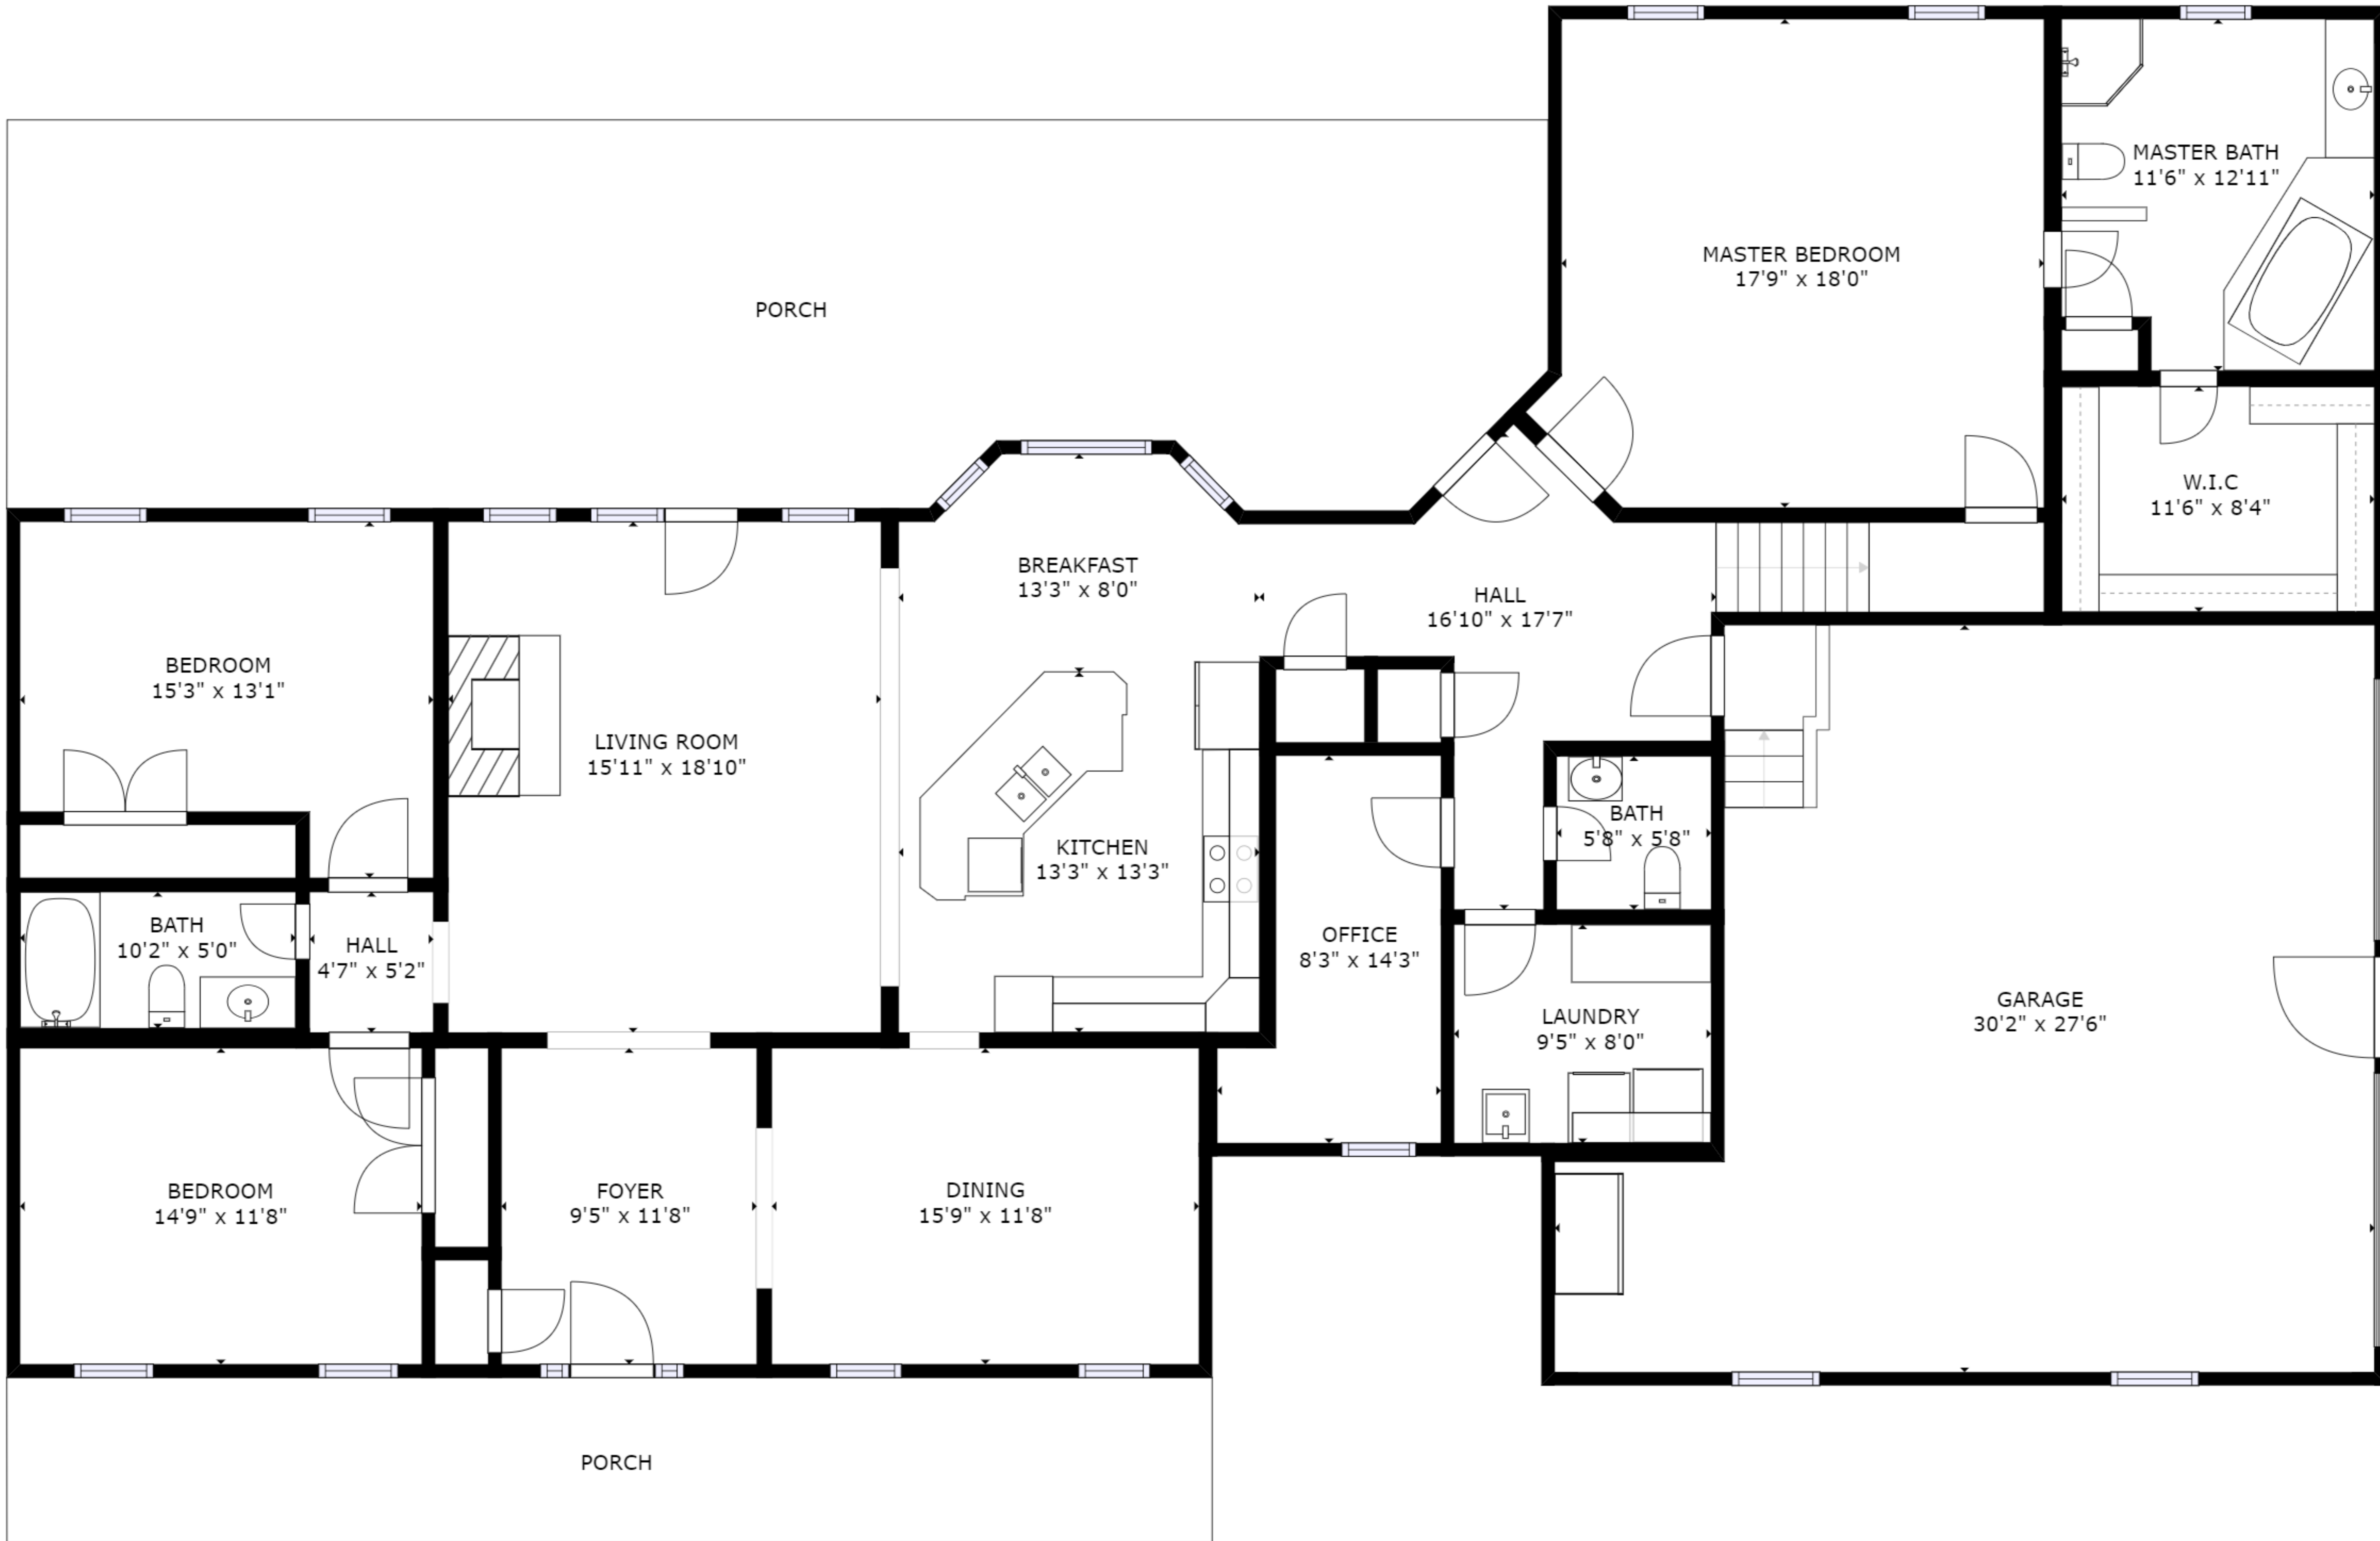 MASTER BATH
11'6" x 12'11"
MASTER BEDROOM
17'9" x 18'0"
PORCH
W.I.C
11'6" x 8'4"
BREAKFAST
13'3" x 8'0"
HALL
16'10" x 17'7"
BEDROOM
15'3" x 13'1"
LIVING ROOM
15'11" x 18'10"
BATH
5'8" x 5'8"
KITCHEN
13'3" x 13'3"
BATH
10'2" x 5'0"
HALL
4'7" x 5'2"
OFFICE
8'3" x 14'3"
LAUNDRY
9'5" x 8'0"
GARAGE
30'2" x 27'6"
BEDROOM
14'9" x 11'8"
FOYER
9'5" x 11'8"
DINING
15'9" x 11'8"
PORCH